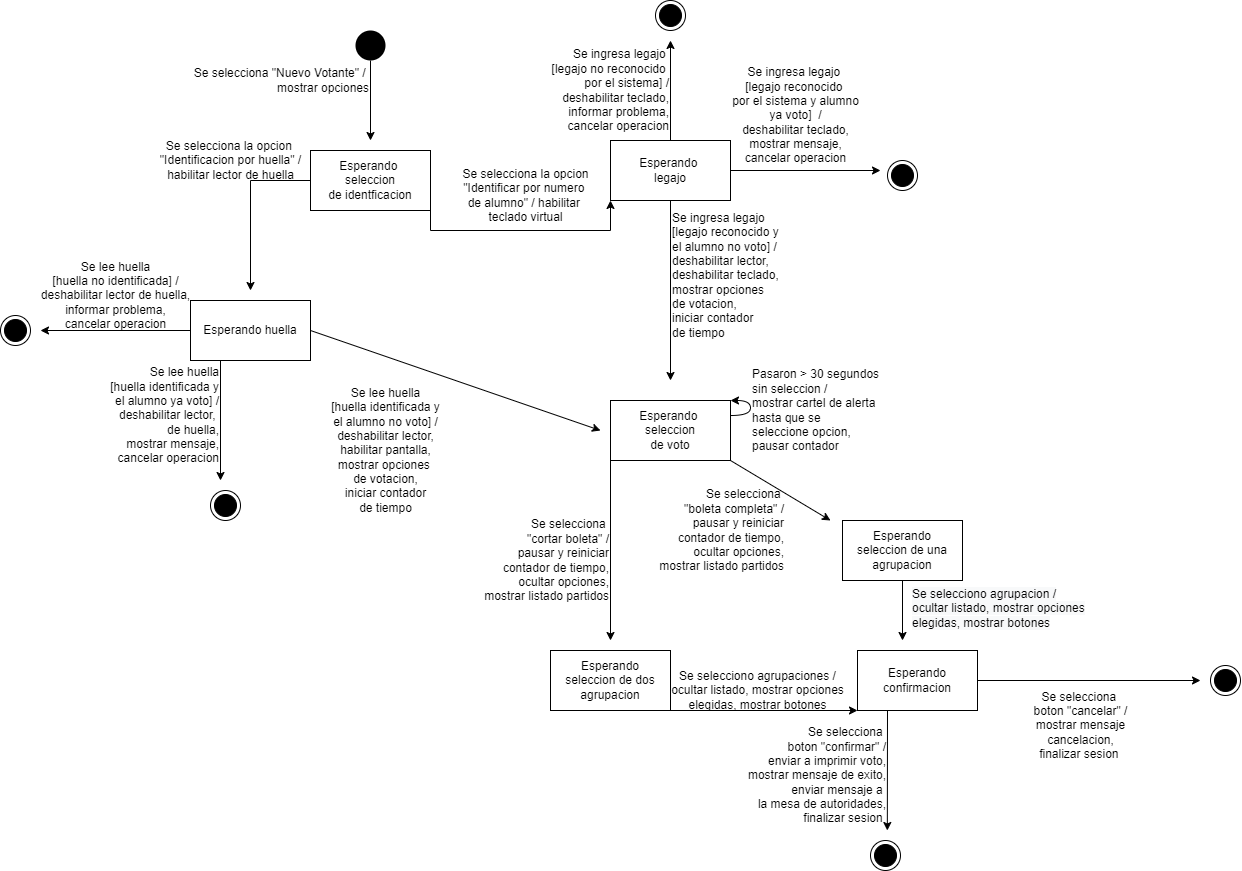 Se selecciona "Nuevo Votante" /
mostrar opciones
Se ingresa legajo
[legajo no reconocido
por el sistema] /
deshabilitar teclado,
informar problema,
cancelar operacion
Se ingresa legajo
[legajo reconocido
por el sistema y alumno
ya voto]  /
deshabilitar teclado,
mostrar mensaje,
cancelar operacion
Se selecciona la opcion
"Identificacion por huella" /
habilitar lector de huella
Esperando
seleccion
de identficacion
Se selecciona la opcion
"Identificar por numero
de alumno" / habilitar
teclado virtual
Esperando
legajo
Se ingresa legajo
[legajo reconocido y
el alumno no voto] /
deshabilitar lector,
deshabilitar teclado,
mostrar opciones
de votacion,
iniciar contador
de tiempo
Se lee huella
[huella no identificada] /
deshabilitar lector de huella,
informar problema,
cancelar operacion
Esperando huella
Se lee huella
[huella identificada y
el alumno ya voto] /
deshabilitar lector,
de huella,
mostrar mensaje,
cancelar operacion
Se lee huella
[huella identificada y
el alumno no voto] /
deshabilitar lector,
habilitar pantalla,
mostrar opciones
de votacion,
iniciar contador
de tiempo
Esperando
seleccion
de voto
Pasaron > 30 segundos
sin seleccion /
mostrar cartel de alerta
hasta que se
seleccione opcion,
pausar contador
Se selecciona
"cortar boleta" /
pausar y reiniciar
contador de tiempo,
ocultar opciones,
mostrar listado partidos
Se selecciona
"boleta completa" /
pausar y reiniciar
contador de tiempo,
ocultar opciones,
mostrar listado partidos
Esperando
seleccion de una
agrupacion
Se selecciono agrupacion /
ocultar listado, mostrar opciones
elegidas, mostrar botones
Esperando
seleccion de dos
agrupacion
Se selecciono agrupaciones /
ocultar listado, mostrar opciones
elegidas, mostrar botones
Esperando
confirmacion
Se selecciona
boton "cancelar" /
mostrar mensaje
cancelacion,
finalizar sesion
Se selecciona
boton "confirmar" /
enviar a imprimir voto,
mostrar mensaje de exito,
enviar mensaje a
la mesa de autoridades,
finalizar sesion